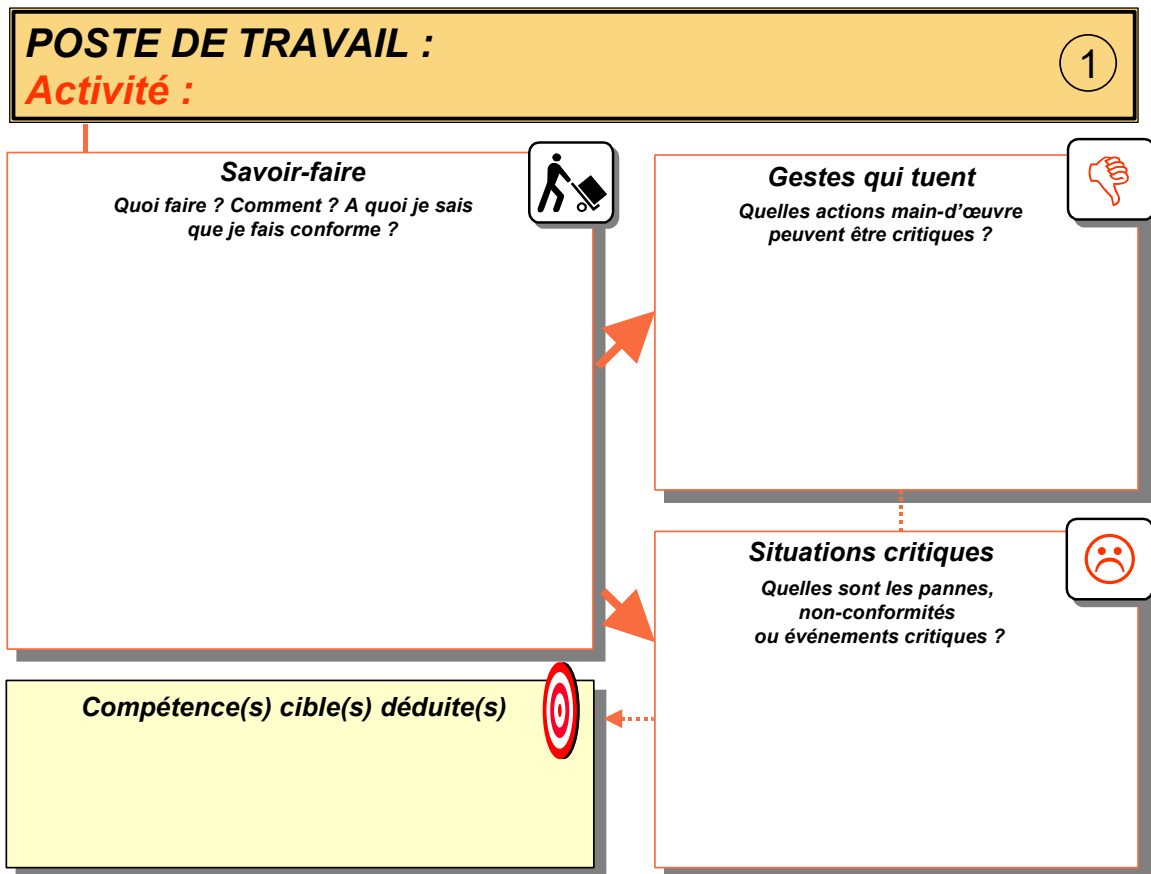 POSTE DE TRAVAIL :
Activité :
1
Savoir-faire
Quoi faire ? Comment ? A quoi je sais
que je fais conforme ?
Gestes qui tuent
Quelles actions main-d’œuvre
peuvent être critiques ?
Situations critiques
Quelles sont les pannes,
non-conformités
ou événements critiques ?
Compétence(s) cible(s) déduite(s)